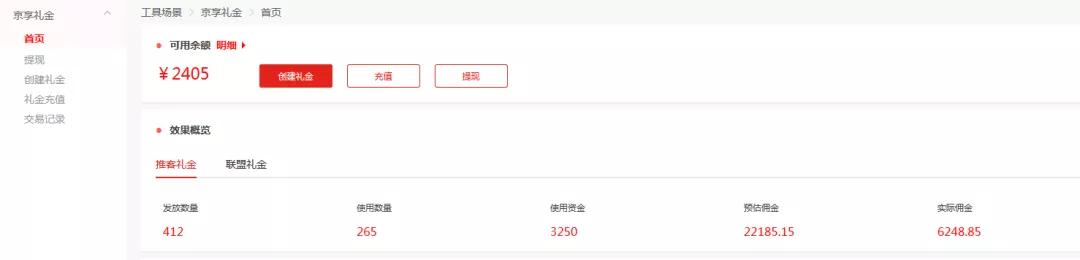 京享礼金
首页
提现
创建礼金
礼金充值
交易记录
工具场景 > 京享礼金 > 首页
可用余额 明细
￥2405 创建礼金 充值 提现
效果概览
推客礼金 联盟礼金
发放数量 使用数量 使用资金 预估佣金 实际佣金
412 265 3250 22185.15 6248.85